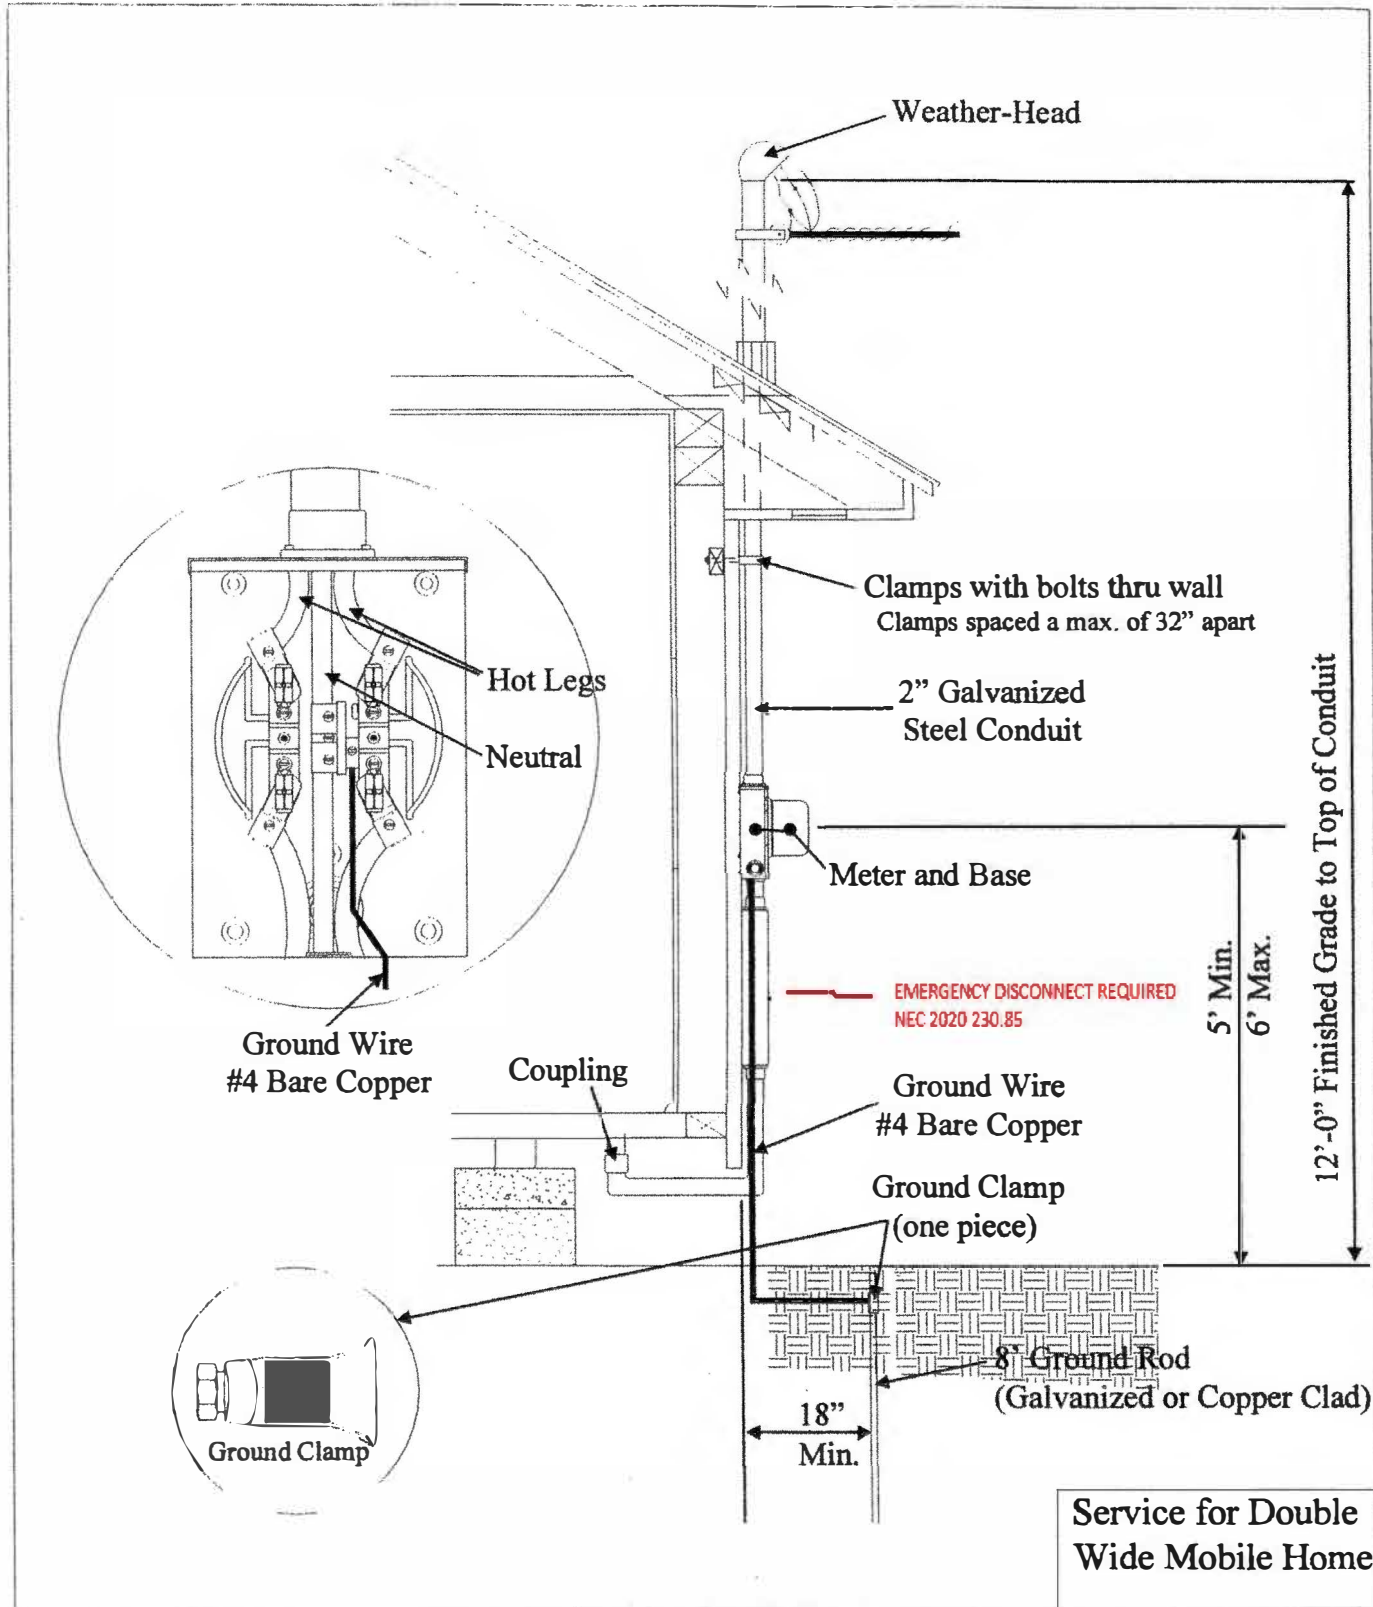 Weather-Head
Clamps with bolts thru wall
Clamps spaced a max. of 32” apart
Hot Legs
2” Galvanized
Steel Conduit
Neutral
Meter and Base
12’-0” Finished Grade to Top of Conduit
5’ Min.
6’ Max.
EMERGENCY DISCONNECT REQUIRED
NEC 2020 230.85
Ground Wire
#4 Bare Copper
Coupling
Ground Wire
#4 Bare Copper
Ground Clamp
(one piece)
8’ Ground Rod
(Galvanized or Copper Clad)
18”
Min.
Ground Clamp
Service for Double
Wide Mobile Home